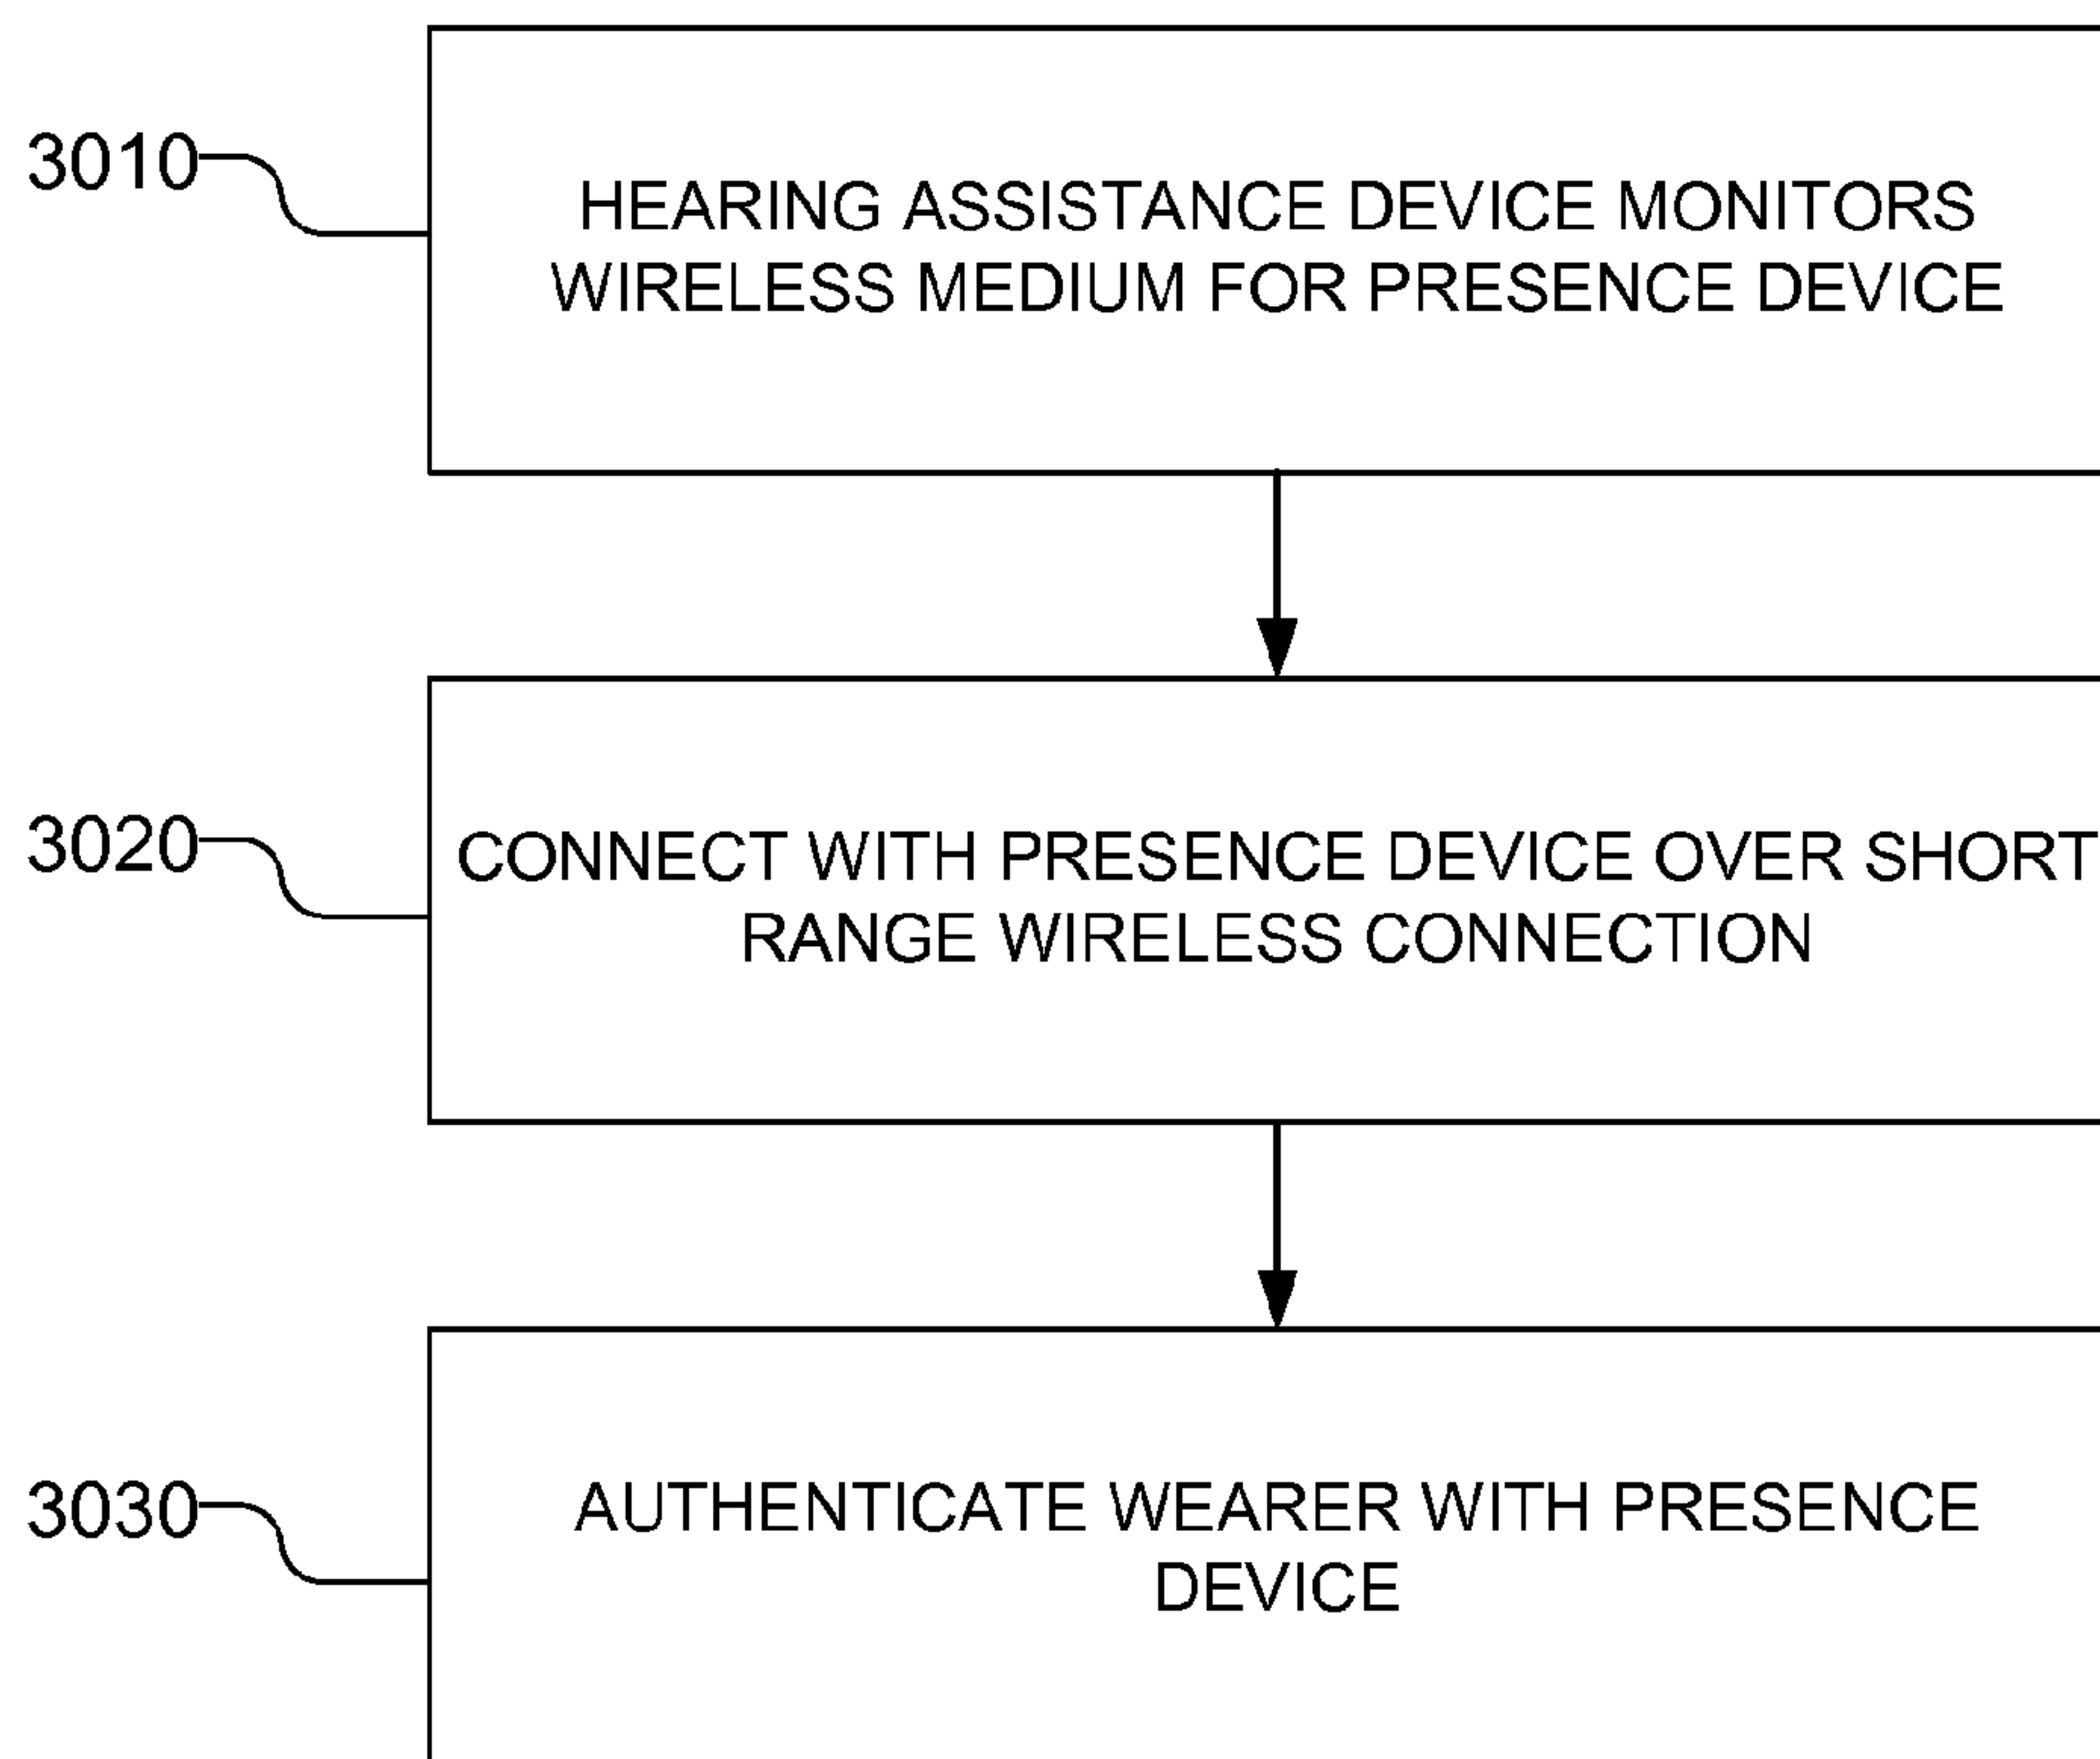 3010
HEARING ASSISTANCE DEVICE MONITORS
WIRELESS MEDIUM FOR PRESENCE DEVICE
3020
CONNECT WITH PRESENCE DEVICE OVER SHORT
RANGE WIRELESS CONNECTION
3030
AUTHENTICATE WEARER WITH PRESENCE
DEVICE